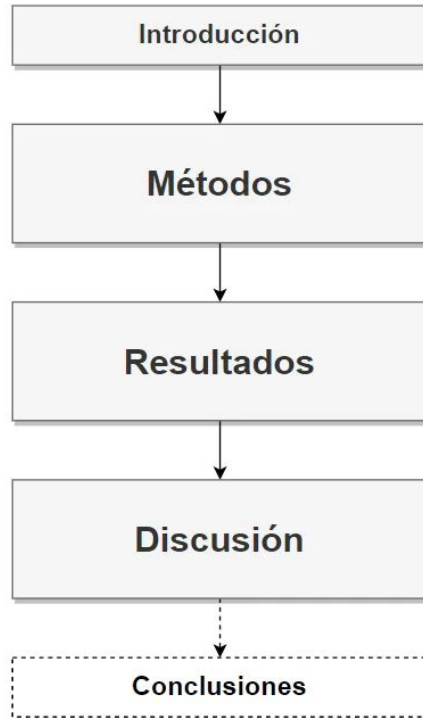 Introducción
Métodos
Resultados
Discusión
Conclusiones